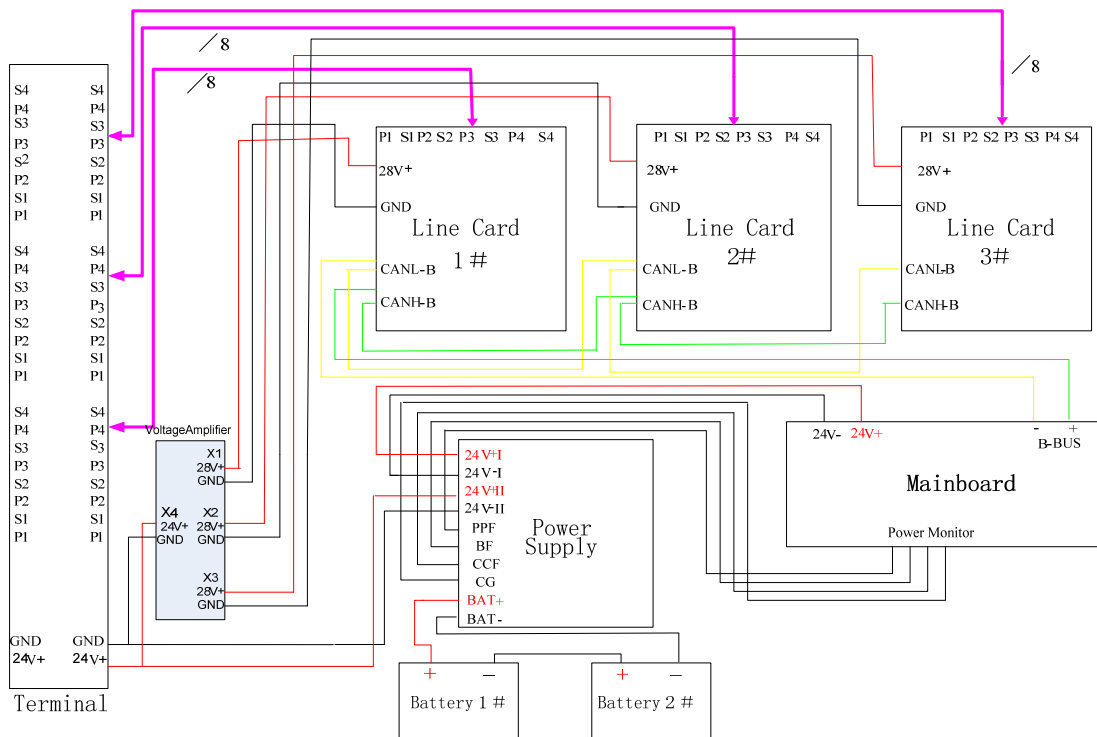 /8
/8
/8
S4 S4
P4 P4
S3 S3
P3 P3
S2 S2
P2 P2
S1 S1
P1 P1
S4 S4
P4 P4
S3 S3
P3 P3
S2 S2
P2 P2
S1 S1
P1 P1
S4 S4
P4 P4
S3 S3
P3 P3
S2 S2
P2 P2
S1 S1
P1 P1
GND GND
24V+ 24V+
Terminal
P1 S1 P2 S2 P3 S3 P4 S4
28V+
GND
Line Card
1#
CANL-B
CANH-B
P1 S1 P2 S2 P3 S3 P4 S4
28V+
GND
Line Card
2#
CANL-B
CANH-B
P1 S1 P2 S2 P3 S3 P4 S4
28V+
GND
Line Card
3#
CANL-B
CANH-B
VoltageAmplifier
X1
28V+
GND
X4
24V+
GND
X2
28V+
GND
X3
28V+
GND
24V+I
24V-I
24V+II
24V-II
PPF
BF
CCF
CG
BAT+
BAT-
Power
Supply
24V- 24V+
- +
B-BUS
Mainboard
Power Monitor
+ −
Battery 1#
+ −
Battery 2#